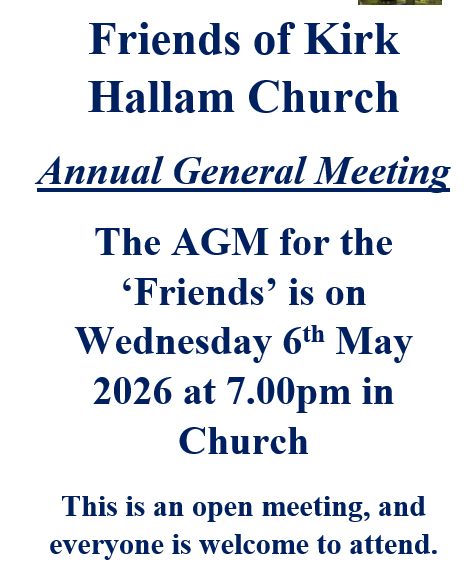 Friends of Kirk
Hallam Church
Annual General Meeting
The AGM for the
‘Friends’ is on
Wednesday 6th May
2026 at 7.00pm in
Church
This is an open meeting, and
everyone is welcome to attend.